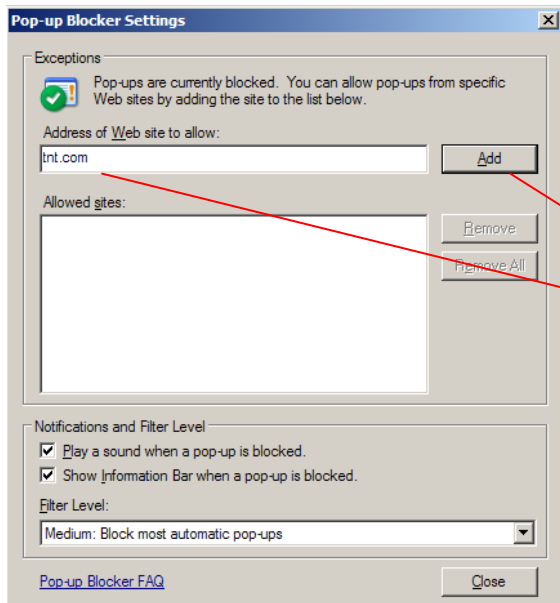 Pop-up Blocker Settings
Exceptions
Pop-ups are currently blocked. You can allow pop-ups from specific
Web sites by adding the site to the list below.
Address of Web site to allow:
tnt.com
Add
Allowed sites:
Remove
Remove All
Notifications and Filter Level
Play a sound when a pop-up is blocked.
Show Information Bar when a pop-up is blocked.
Filter Level:
Medium: Block most automatic pop-ups
Pop-up Blocker FAQ
Close